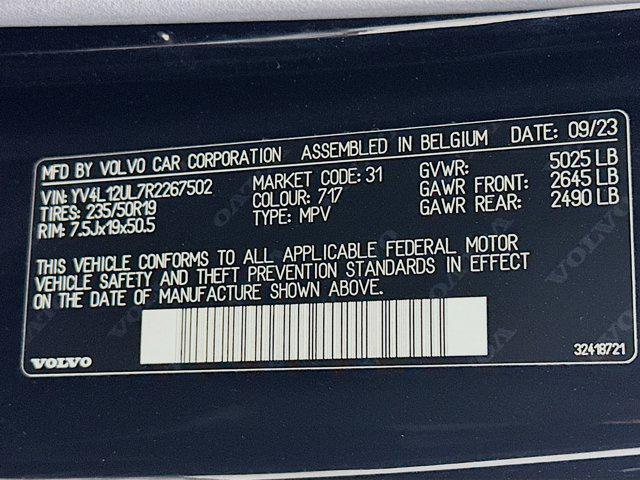 MFD BY VOLVO CAR CORPORATION ASSEMBLED IN BELGIUM DATE: 09/23
VIN: YV4L12UL7R2267502 MARKET CODE: 31 GVWR: 5025 LB
TIRES: 235/50R19 COLOUR: 717 GAWR FRONT: 2645 LB
RIM: 7.5Jx19x50.5 TYPE: MPV GAWR REAR: 2490 LB
THIS VEHICLE CONFORMS TO ALL APPLICABLE FEDERAL MOTOR
VEHICLE SAFETY AND THEFT PREVENTION STANDARDS IN EFFECT
ON THE DATE OF MANUFACTURE SHOWN ABOVE.
VOLVO 32418721